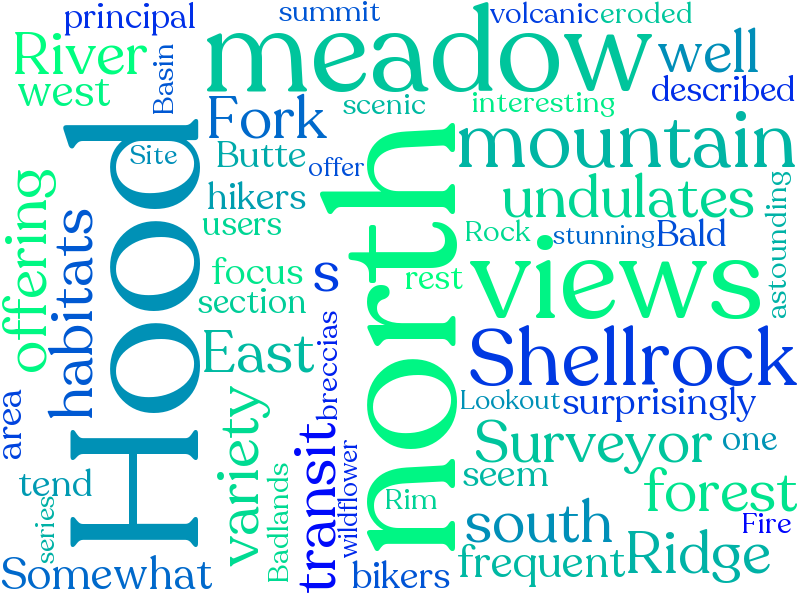 principal
summit
volcanic
eroded
River
meadow
well
west
Basin
scenic
interesting
described
Fork
mountain
Site
Butte
offer
Hood
north
hikers
undulates
astounding
users
Rock
stunning
Bald
offering
habitats
focus
s
rest
views
section
East
breccias
Shellrock
area
variety
Lookout
surprisingly
transit
wildflower
Surveyor
one
tend
Badlands
Rim
seem
forest
series
south
Fire
Somewhat
bikers
frequent
Ridge